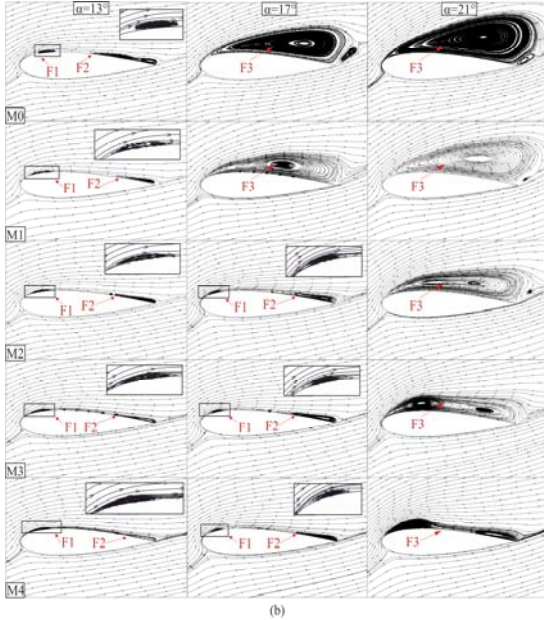 α=13° α=17° α=21°
F1 F2 F3 F3
M0
F1 F2 F3 F3
M1
F1 F2 F1 F2 F3
M2
F1 F2 F1 F2 F3
M3
F1 F2 F1 F2 F3
M4
(b)